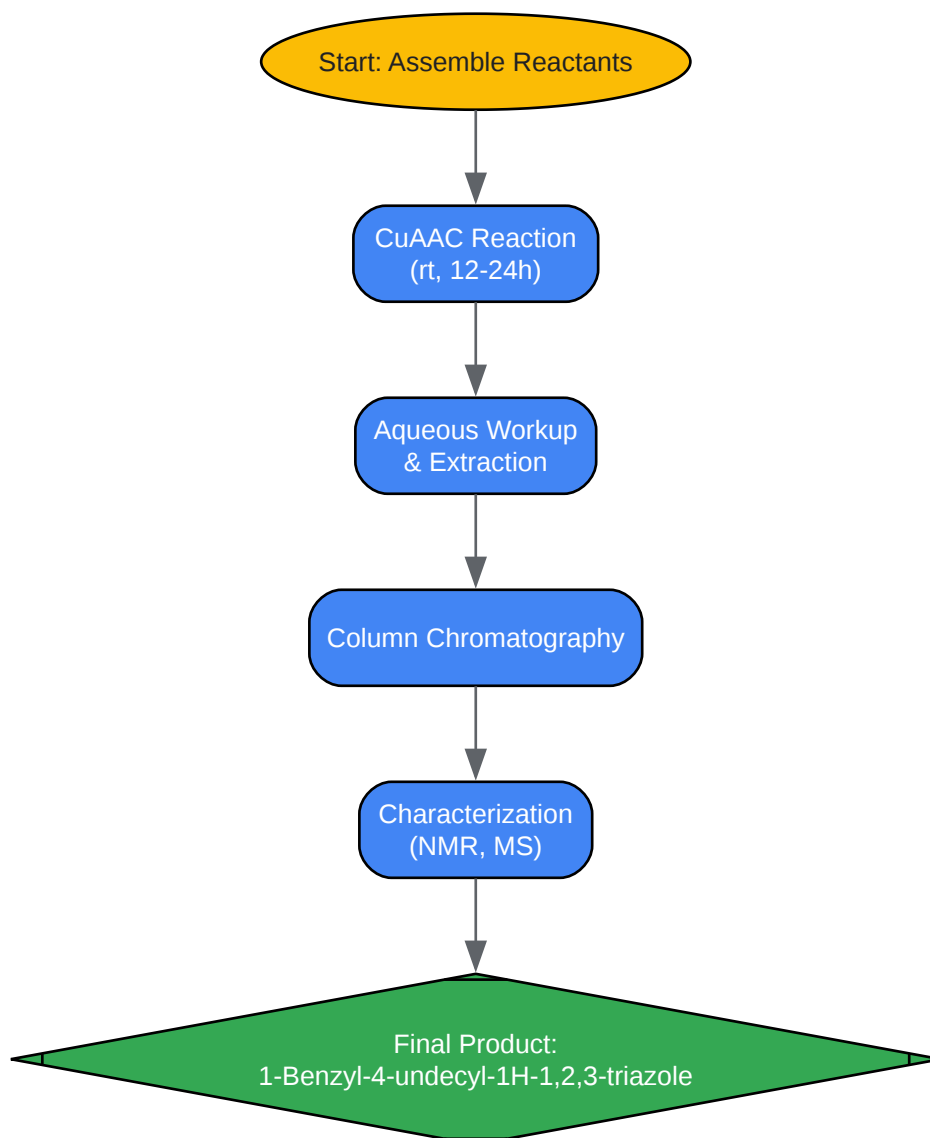 Start: Assemble Reactants
CuAAC Reaction
(rt, 12-24h)
Aqueous Workup
& Extraction
Column Chromatography
Characterization
(NMR, MS)
Final Product:
1-Benzyl-4-undecyl-1H-1,2,3-triazole